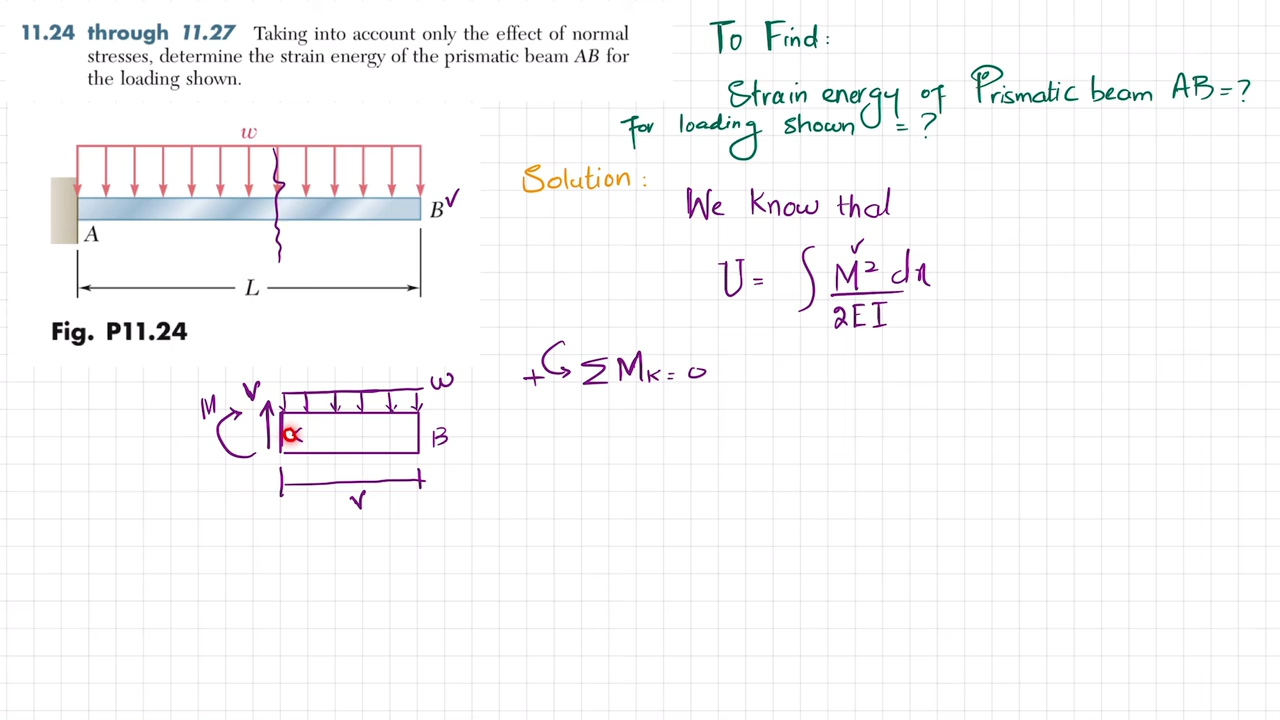 11.24 through 11.27 Taking into account only the effect of normal
stresses, determine the strain energy of the prismatic beam AB for
the loading shown.
w
A
B
L
Fig. P11.24
To Find:
Strain energy of Prismatic beam AB = ?
for loading shown = ?
Solution:
We know that
U = ∫ M² dx
2EI
+ ΣMK = 0
M V w
B
v